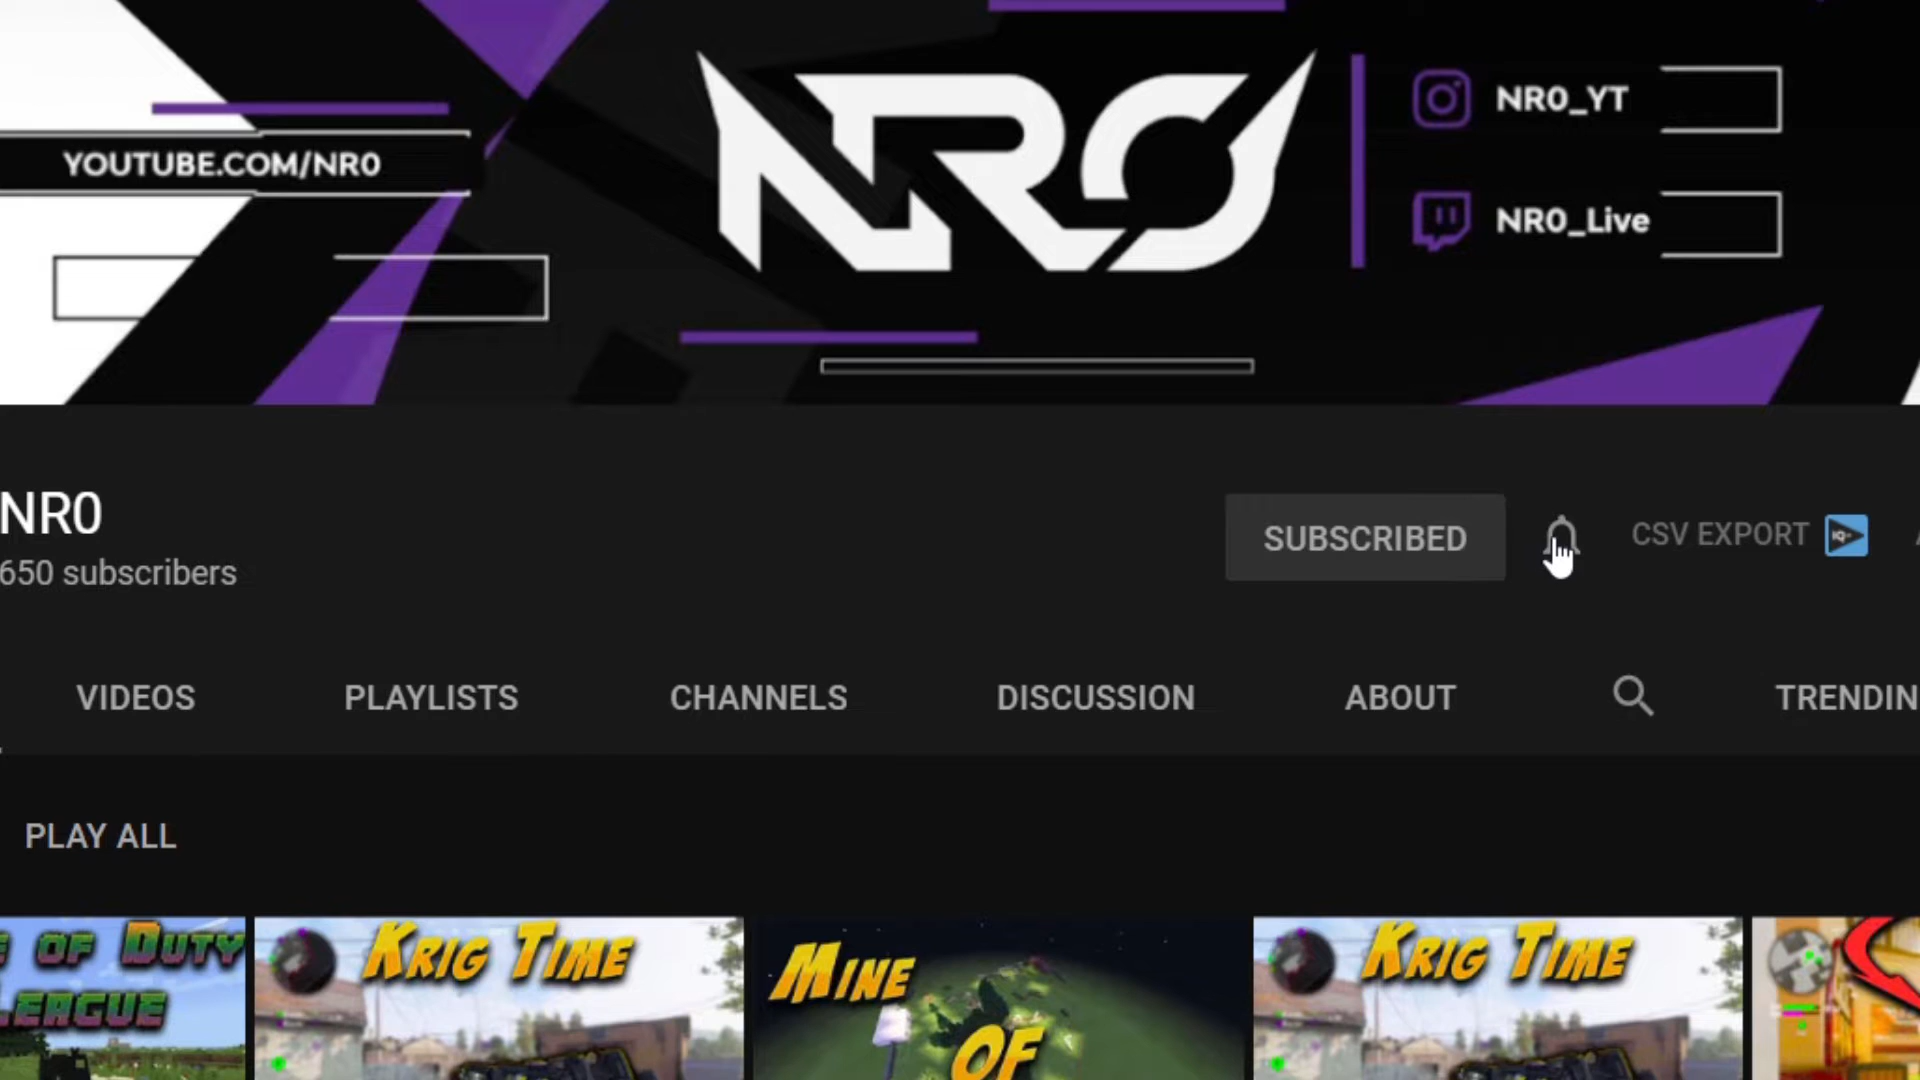 NRO
NR0_YT
YOUTUBE.COM/NR0
NR0_Live
NR0
650 subscribers
SUBSCRIBED
CSV EXPORT
VIDEOS
PLAYLISTS
CHANNELS
DISCUSSION
ABOUT
TRENDIN
PLAY ALL
OF DUTY
LEAGUE
KRIG TIME
MINE
OF
KRIG TIME